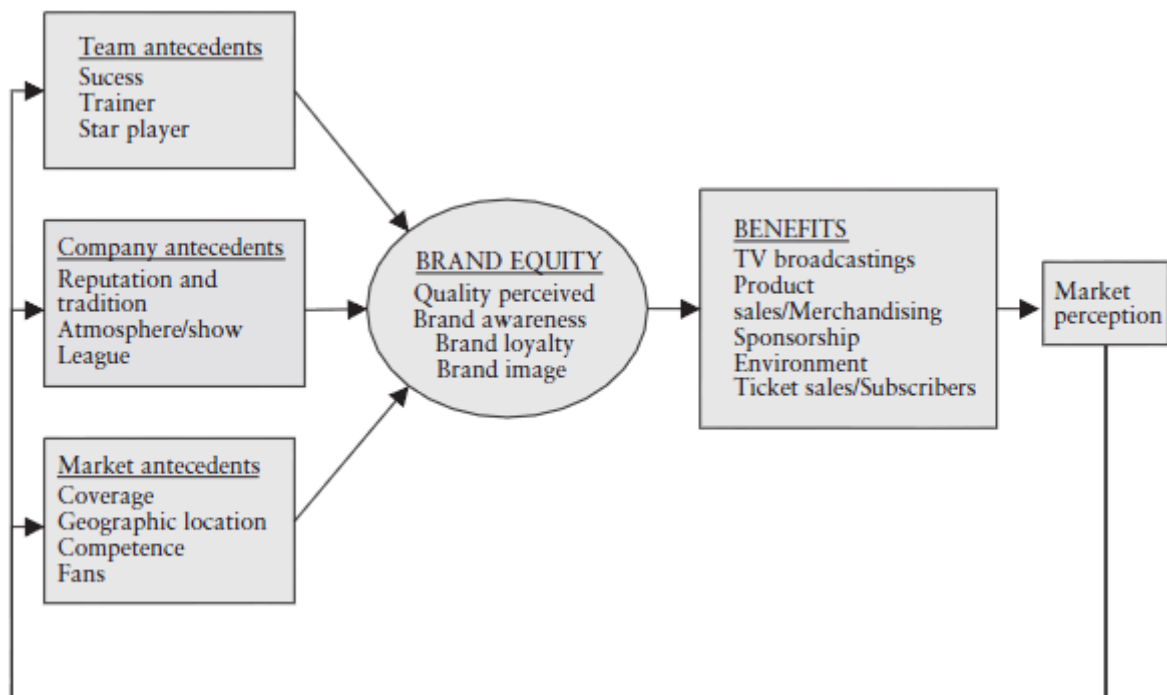 Team antecedents
Sucess
Trainer
Star player
Company antecedents
Reputation and
tradition
Atmosphere/show
League
Market antecedents
Coverage
Geographic location
Competence
Fans
BRAND EQUITY
Quality perceived
Brand awareness
Brand loyalty
Brand image
BENEFITS
TV broadcastings
Product
sales/Merchandising
Sponsorship
Environment
Ticket sales/Subscribers
Market
perception